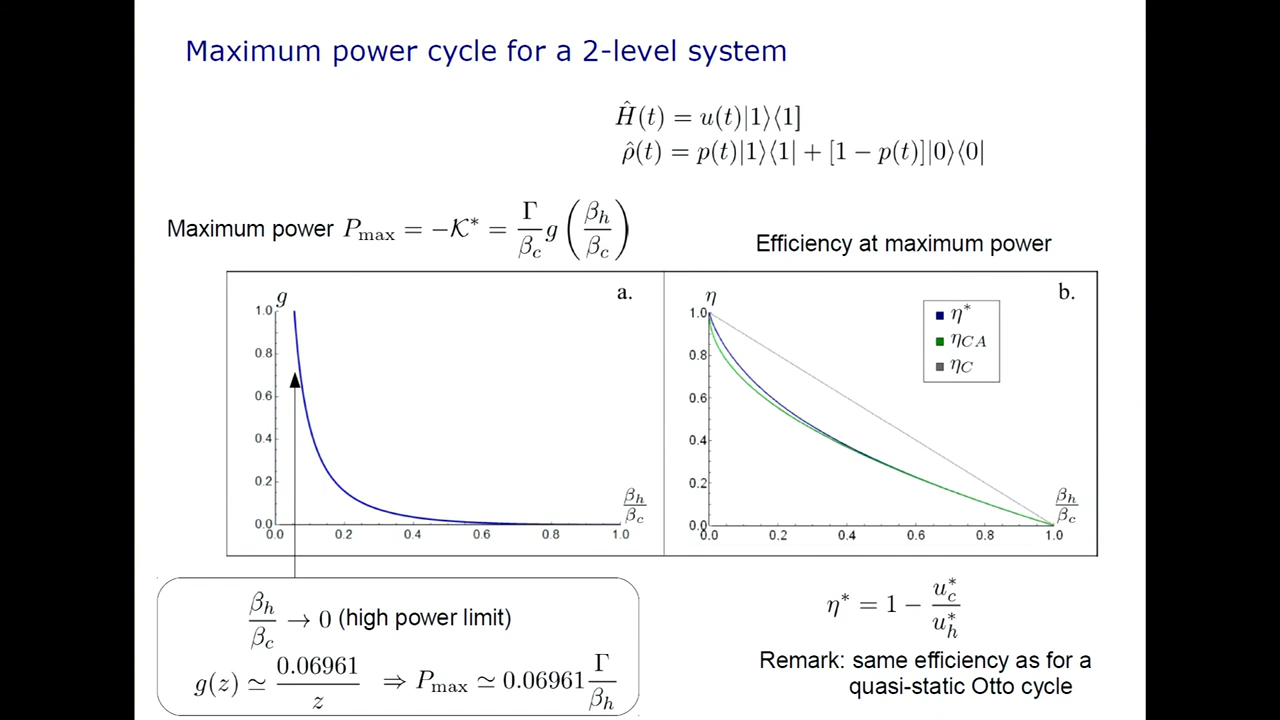 Maximum power cycle for a 2-level system
Ĥ(t) = u(t)|1⟩⟨1]
ρ̂(t) = p(t)|1⟩⟨1| + [1 − p(t)]|0⟩⟨0|
Maximum power P_max = −𝒦* = Γ/β_c g(β_h/β_c)
Efficiency at maximum power
g
a.
1.0
0.8
0.6
0.4
0.2
0.0
0.0 0.2 0.4 0.6 0.8 1.0
β_h/β_c
η
b.
η*
η_CA
η_C
1.0
0.8
0.6
0.4
0.2
0.0
0.0 0.2 0.4 0.6 0.8 1.0
β_h/β_c
β_h/β_c → 0 (high power limit)
g(z) ≃ 0.06961/z ⇒ P_max ≃ 0.06961 Γ/β_h
η* = 1 − u_c*/u_h*
Remark: same efficiency as for a
quasi-static Otto cycle